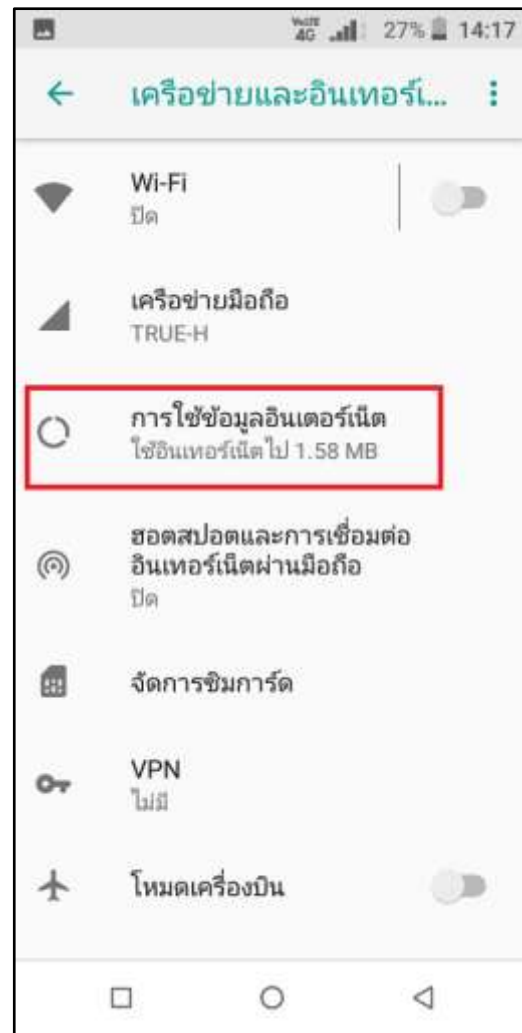 VoLTE
4G 27% 14:17
เครือข่ายและอินเทอร์เ...
Wi-Fi
ปิด
เครือข่ายมือถือ
TRUE-H
การใช้ข้อมูลอินเตอร์เน็ต
ใช้อินเทอร์เน็ตไป 1.58 MB
ฮอตสปอตและการเชื่อมต่อ
อินเทอร์เน็ตผ่านมือถือ
ปิด
จัดการซิมการ์ด
VPN
ไม่มี
โหมดเครื่องบิน